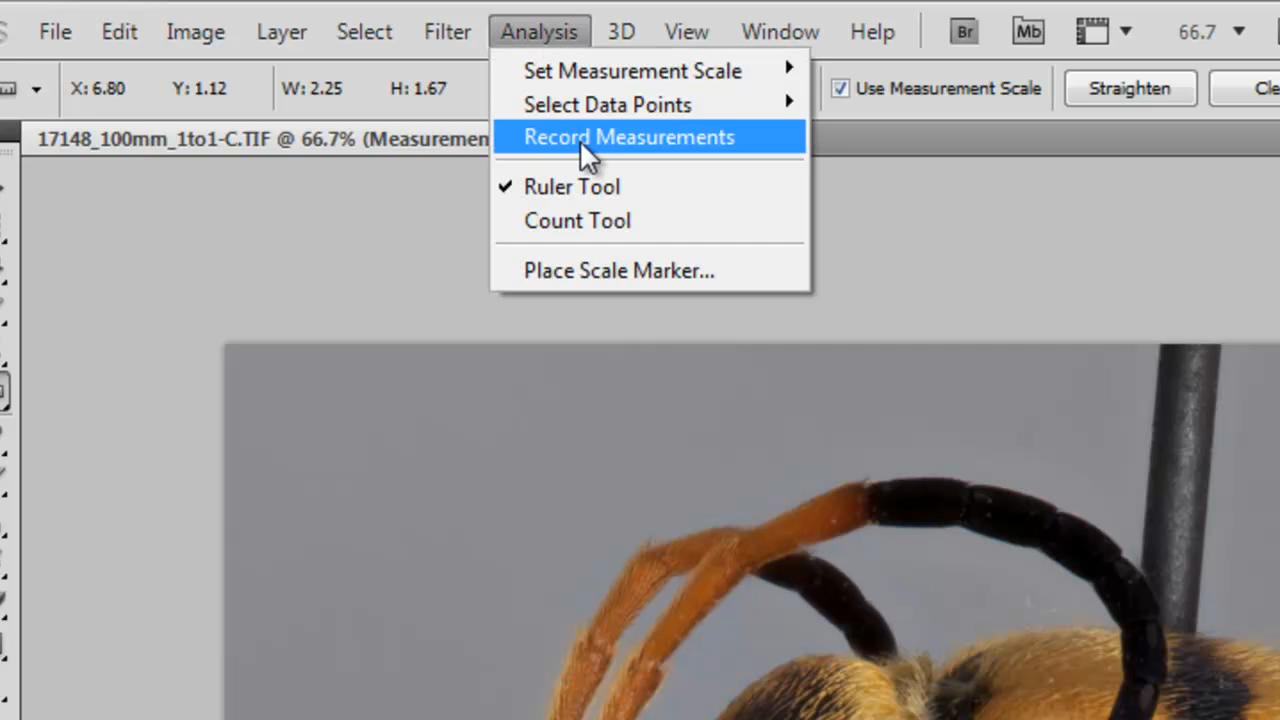 File Edit Image Layer Select Filter Analysis 3D View Window Help Br Mb 66.7
X: 6.80 Y: 1.12 W: 2.25 H: 1.67 Use Measurement Scale Straighten
17148_100mm_1to1-C.TIF @ 66.7% (Measuremen
Set Measurement Scale
Select Data Points
Record Measurements
Ruler Tool
Count Tool
Place Scale Marker...